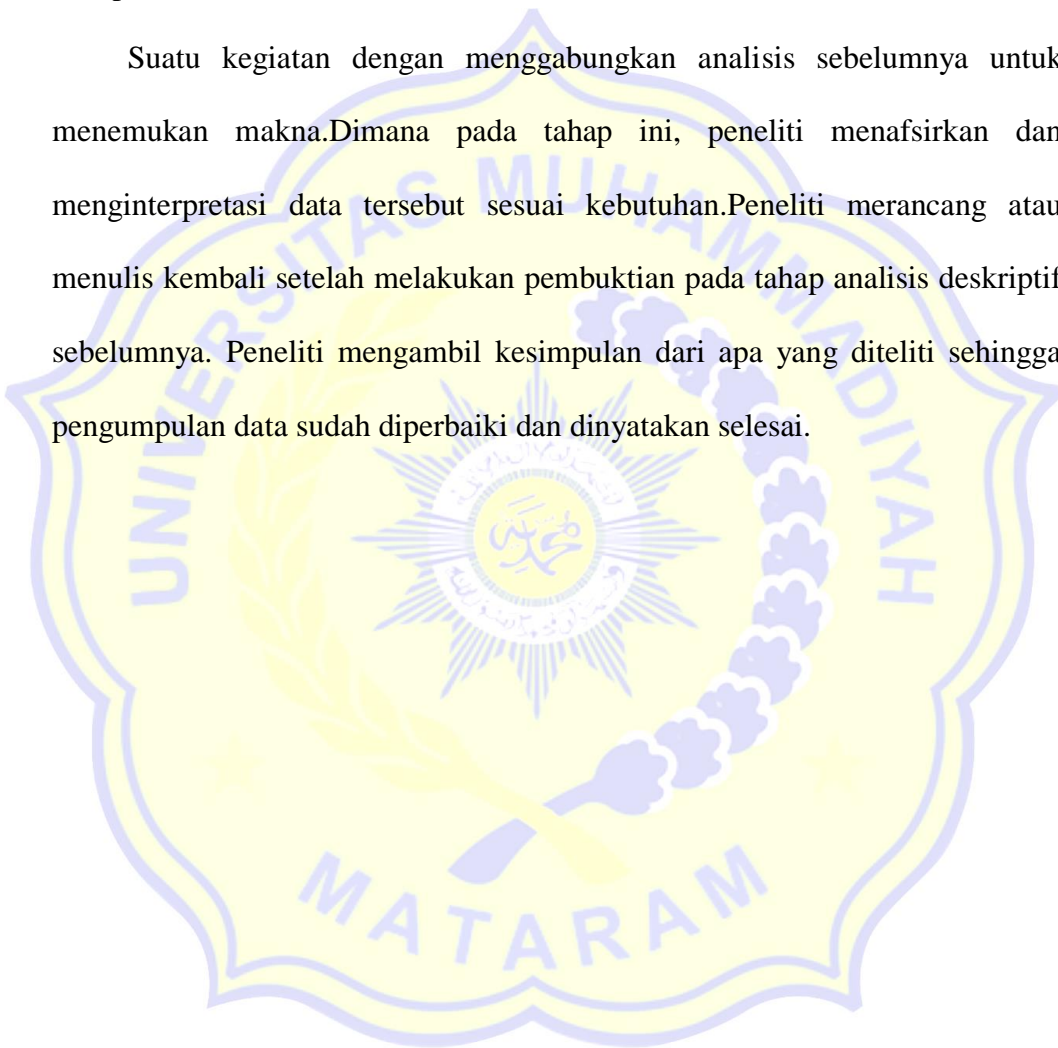 Suatu kegiatan dengan menggabungkan analisis sebelumnya untuk
menemukan makna.Dimana pada tahap ini, peneliti menafsirkan dan
menginterpretasi data tersebut sesuai kebutuhan.Peneliti merancang atau
menulis kembali setelah melakukan pembuktian pada tahap analisis deskriptif
sebelumnya. Peneliti mengambil kesimpulan dari apa yang diteliti sehingga
pengumpulan data sudah diperbaiki dan dinyatakan selesai.
UNIVERSITAS MUHAMMADIYAH
MATARAM